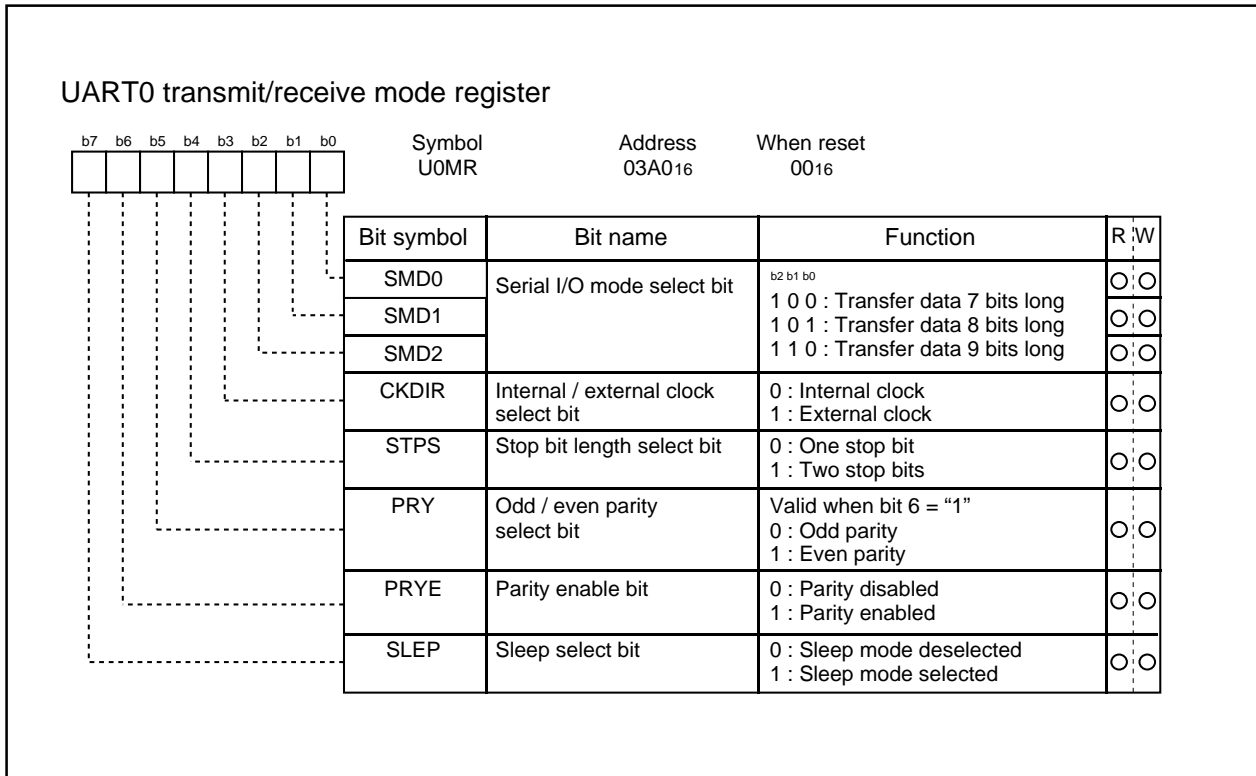 UART0 transmit/receive mode register
b7 b6 b5 b4 b3 b2 b1 b0
Symbol Address When reset
U0MR 03A016 0016
Bit symbol Bit name Function R W
SMD0 Serial I/O mode select bit b2 b1 b0
1 0 0 : Transfer data 7 bits long
SMD1 1 0 1 : Transfer data 8 bits long
SMD2 1 1 0 : Transfer data 9 bits long
CKDIR Internal / external clock 0 : Internal clock
select bit 1 : External clock
STPS Stop bit length select bit 0 : One stop bit
1 : Two stop bits
PRY Odd / even parity Valid when bit 6 = “1”
select bit 0 : Odd parity
1 : Even parity
PRYE Parity enable bit 0 : Parity disabled
1 : Parity enabled
SLEP Sleep select bit 0 : Sleep mode deselected
1 : Sleep mode selected